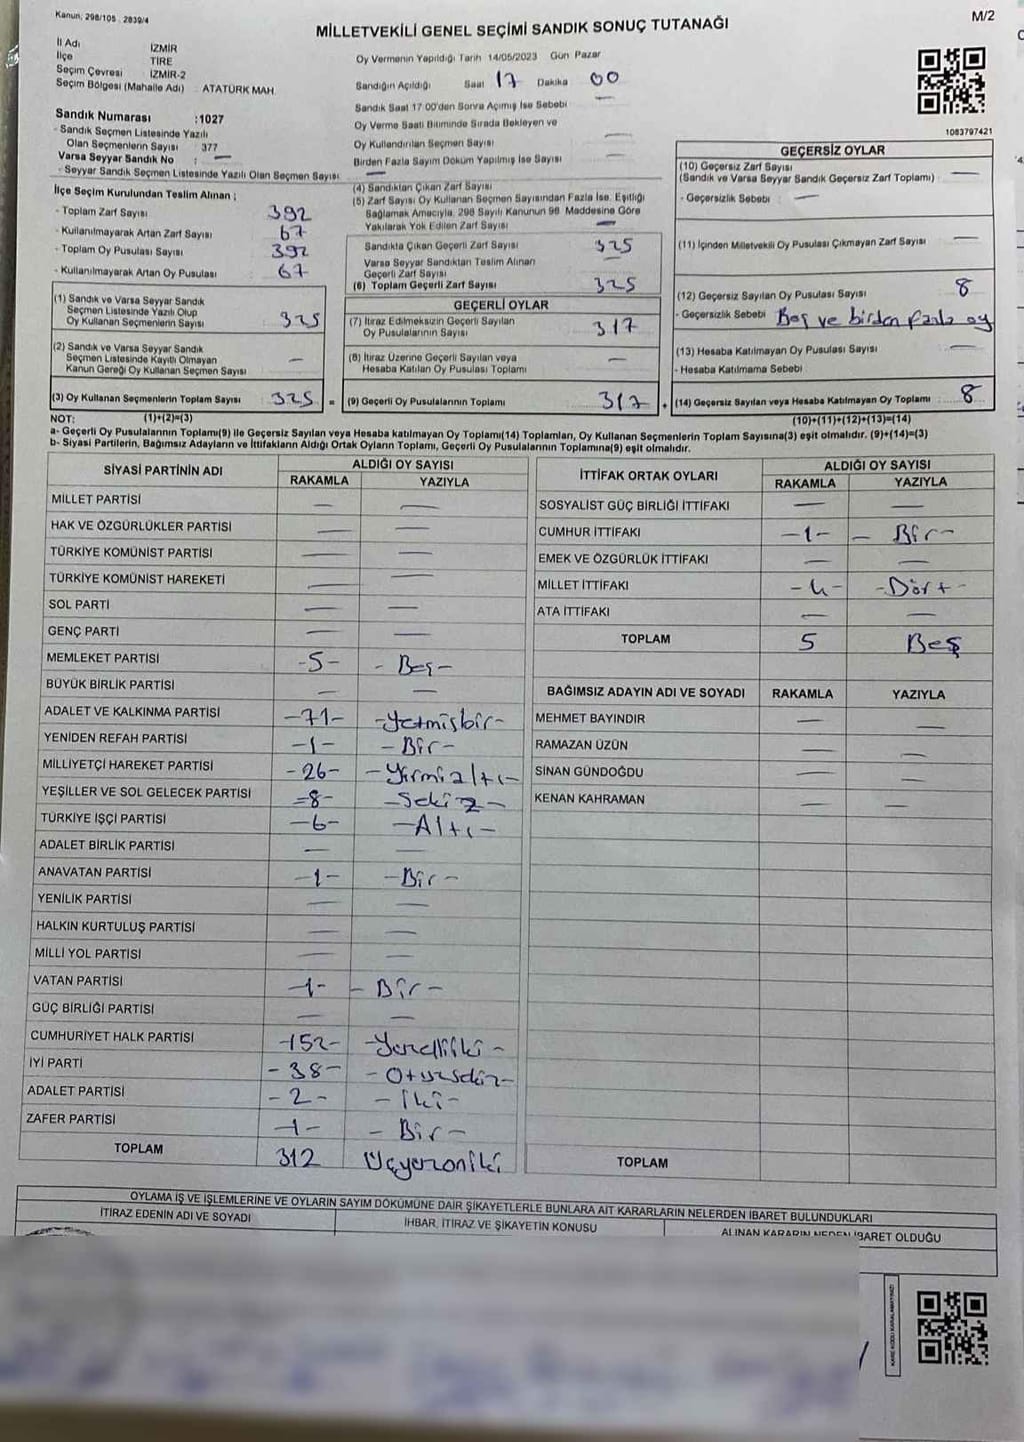 Kanun; 298/105 , 2839/4
M/2
MİLLETVEKİLİ GENEL SEÇİMİ SANDIK SONUÇ TUTANAĞI
İl Adı İZMİR
İlçe TİRE
Seçim Çevresi İZMİR-2
Seçim Bölgesi (Mahalle Adı) : ATATÜRK MAH.
Oy Vermenin Yapıldığı Tarih 14/05/2023 Gün Pazar
Sandığın Açıldığı Saat 17 Dakika 00
Sandık Saat 17 00'den Sonra Açımış İse Sebebi —
Oy Verme Saati Bitiminde Sırada Bekleyen ve
Oy Kullandırılan Seçmen Sayısı —
Birden Fazla Sayım Döküm Yapılmış İse Sayısı —
1083797421
Sandık Numarası :1027
- Sandık Seçmen Listesinde Yazılı
Olan Seçmenlerin Sayısı 377
Varsa Seyyar Sandık No : —
- Seyyar Sandık Seçmen Listesinde Yazılı Olan Seçmen Sayısı —
İlçe Seçim Kurulundan Teslim Alınan ;
- Toplam Zarf Sayısı 392
- Kullanılmayarak Artan Zarf Sayısı 67
- Toplam Oy Pusulası Sayısı 392
- Kullanılmayarak Artan Oy Pusulası 67
(1) Sandık ve Varsa Seyyar Sandık
Seçmen Listesinde Yazılı Olup
Oy Kullanan Seçmenlerin Sayısı 325
(2) Sandık ve Varsa Seyyar Sandık
Seçmen Listesinde Kayıtlı Olmayan
Kanun Gereği Oy Kullanan Seçmen Sayısı —
(3) Oy Kullanan Seçmenlerin Toplam Sayısı 325 =
(4) Sandıktan Çıkan Zarf Sayısı
(5) Zarf Sayısı Oy Kullanan Seçmen Sayısından Fazla İse, Eşitliği
Sağlamak Amacıyla, 298 Sayılı Kanunun 98 Maddesine Göre
Yakılarak Yok Edilen Zarf Sayısı —
Sandıkta Çıkan Geçerli Zarf Sayısı 325
Varsa Seyyar Sandıktan Teslim Alınan
Geçerli Zarf Sayısı —
(6) Toplam Geçerli Zarf Sayısı 325
GEÇERLİ OYLAR
(7) İtiraz Edilmeksizin Geçerli Sayılan
Oy Pusulalarının Sayısı 317
(8) İtiraz Üzerine Geçerli Sayılan veya
Hesaba Katılan Oy Pusulası Toplamı —
(9) Geçerli Oy Pusulalarının Toplamı 317 +
GEÇERSİZ OYLAR
(10) Geçersiz Zarf Sayısı
(Sandık ve Varsa Seyyar Sandık Geçersiz Zarf Toplamı) —
- Geçersizlik Sebebi : —
(11) İçinden Milletvekili Oy Pusulası Çıkmayan Zarf Sayısı —
(12) Geçersiz Sayılan Oy Pusulası Sayısı 8
- Geçersizlik Sebebi Boş ve birden fazla oy
(13) Hesaba Katılmayan Oy Pusulası Sayısı —
- Hesaba Katılmama Sebebi
(14) Geçersiz Sayılan veya Hesaba Katılmayan Oy Toplamı 8
NOT: (1)+(2)=(3) (10)+(11)+(12)+(13)=(14)
a- Geçerli Oy Pusulalarının Toplamı(9) ile Geçersiz Sayılan veya Hesaba katılmayan Oy Toplamı(14) Toplamları, Oy Kullanan Seçmenlerin Toplam Sayısına(3) eşit olmalıdır. (9)+(14)=(3)
b- Siyasi Partilerin, Bağımsız Adayların ve İttifakların Aldığı Ortak Oyların Toplamı, Geçerli Oy Pusulalarının Toplamına(9) eşit olmalıdır.
SİYASİ PARTİNİN ADI ALDIĞI OY SAYISI
RAKAMLA YAZIYLA
MİLLET PARTİSİ — —
HAK VE ÖZGÜRLÜKLER PARTİSİ — —
TÜRKİYE KOMÜNİST PARTİSİ — —
TÜRKİYE KOMÜNİST HAREKETİ — —
SOL PARTİ — —
GENÇ PARTİ — —
MEMLEKET PARTİSİ -5- - Beş-
BÜYÜK BİRLİK PARTİSİ — —
ADALET VE KALKINMA PARTİSİ -71- -Yetmişbir-
YENİDEN REFAH PARTİSİ -1- -Bir-
MİLLİYETÇİ HAREKET PARTİSİ -26- -Yirmialtı-
YEŞİLLER VE SOL GELECEK PARTİSİ =8- -Sekiz-
TÜRKİYE İŞÇİ PARTİSİ -6- -Altı-
ADALET BİRLİK PARTİSİ — —
ANAVATAN PARTİSİ -1- -Bir-
YENİLİK PARTİSİ — —
HALKIN KURTULUŞ PARTİSİ — —
MİLLİ YOL PARTİSİ — —
VATAN PARTİSİ -1- - Bir-
GÜÇ BİRLİĞİ PARTİSİ — —
CUMHURİYET HALK PARTİSİ -152- -Yüzelliiki-
İYİ PARTİ -38- -Otuzsekiz-
ADALET PARTİSİ -2- -İki-
ZAFER PARTİSİ -1- - Bir-
TOPLAM 312 Üçyüzoniki
İTTİFAK ORTAK OYLARI ALDIĞI OY SAYISI
RAKAMLA YAZIYLA
SOSYALİST GÜÇ BİRLİĞİ İTTİFAKI — —
CUMHUR İTTİFAKI -1- - Bir-
EMEK VE ÖZGÜRLÜK İTTİFAKI — —
MİLLET İTTİFAKI -4- -Dört-
ATA İTTİFAKI — —
TOPLAM 5 Beş
BAĞIMSIZ ADAYIN ADI VE SOYADI RAKAMLA YAZIYLA
MEHMET BAYINDIR — —
RAMAZAN ÜZÜN — —
SİNAN GÜNDOĞDU — —
KENAN KAHRAMAN — —
TOPLAM
OYLAMA İŞ VE İŞLEMLERİNE VE OYLARIN SAYIM DÖKÜMÜNE DAİR ŞİKAYETLERLE BUNLARA AİT KARARLARIN NELERDEN İBARET BULUNDUKLARI
İTİRAZ EDENİN ADI VE SOYADI İHBAR, İTİRAZ VE ŞİKAYETİN KONUSU ALINAN KARARIN NEDEN İBARET OLDUĞU
KARE KODU KARALAMAYINIZ!